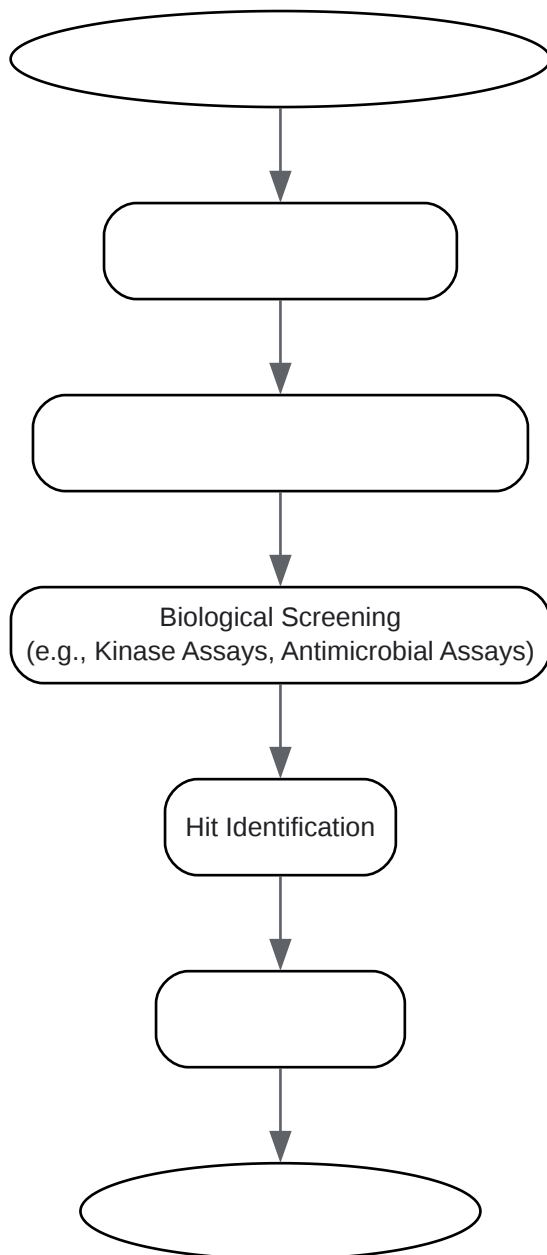 Biological Screening
(e.g., Kinase Assays, Antimicrobial Assays)
Hit Identification